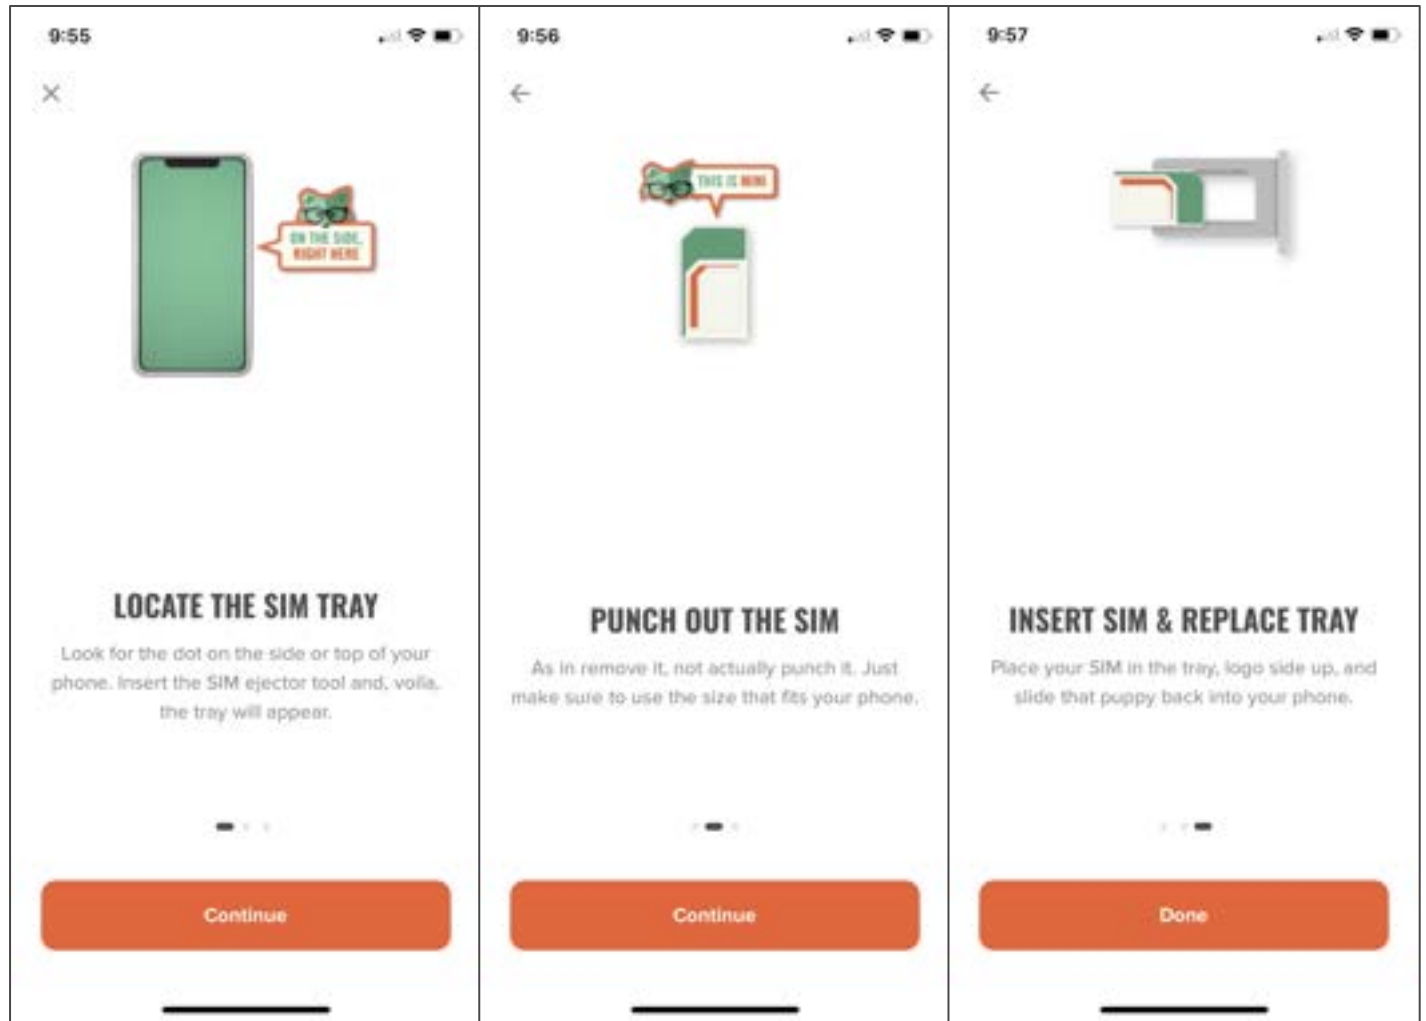 9:55
ON THE SIDE,
RIGHT HERE
LOCATE THE SIM TRAY
Look for the dot on the side or top of your
phone. Insert the SIM ejector tool and, voila,
the tray will appear.
Continue
9:56
THIS IS MINI
PUNCH OUT THE SIM
As in remove it, not actually punch it. Just
make sure to use the size that fits your phone.
Continue
9:57
INSERT SIM & REPLACE TRAY
Place your SIM in the tray, logo side up, and
slide that puppy back into your phone.
Done